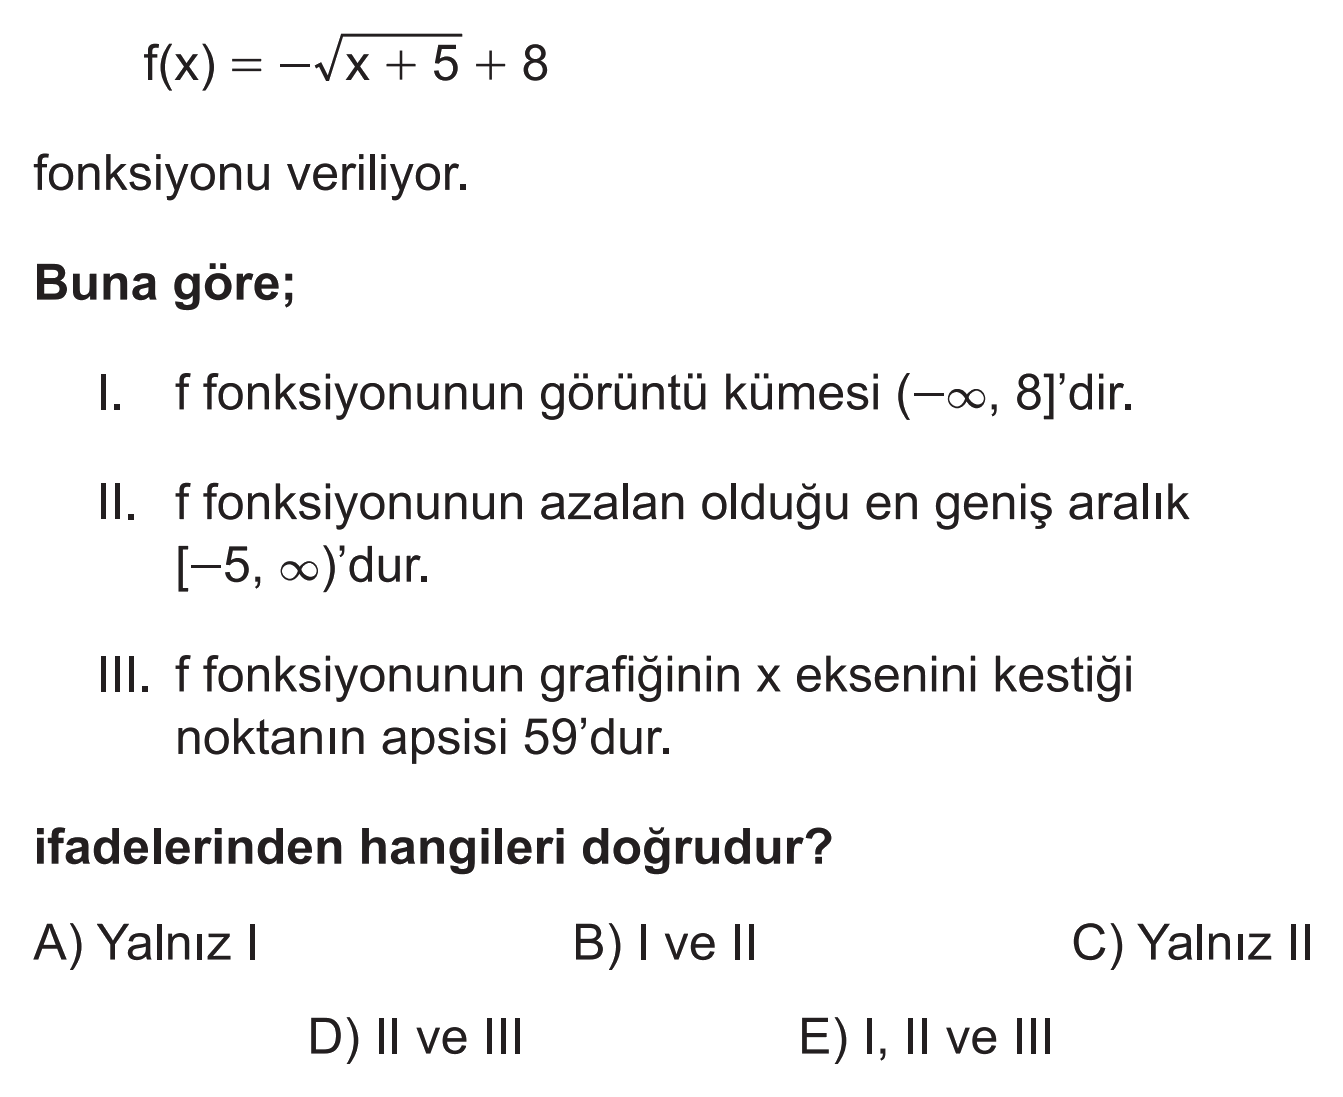 f(x) = −√(x + 5) + 8
fonksiyonu veriliyor.
Buna göre;
I. f fonksiyonunun görüntü kümesi (−∞, 8]’dir.
II. f fonksiyonunun azalan olduğu en geniş aralık
[−5, ∞)’dur.
III. f fonksiyonunun grafiğinin x eksenini kestiği
noktanın apsisi 59’dur.
ifadelerinden hangileri doğrudur?
A) Yalnız I B) I ve II C) Yalnız II
D) II ve III E) I, II ve III